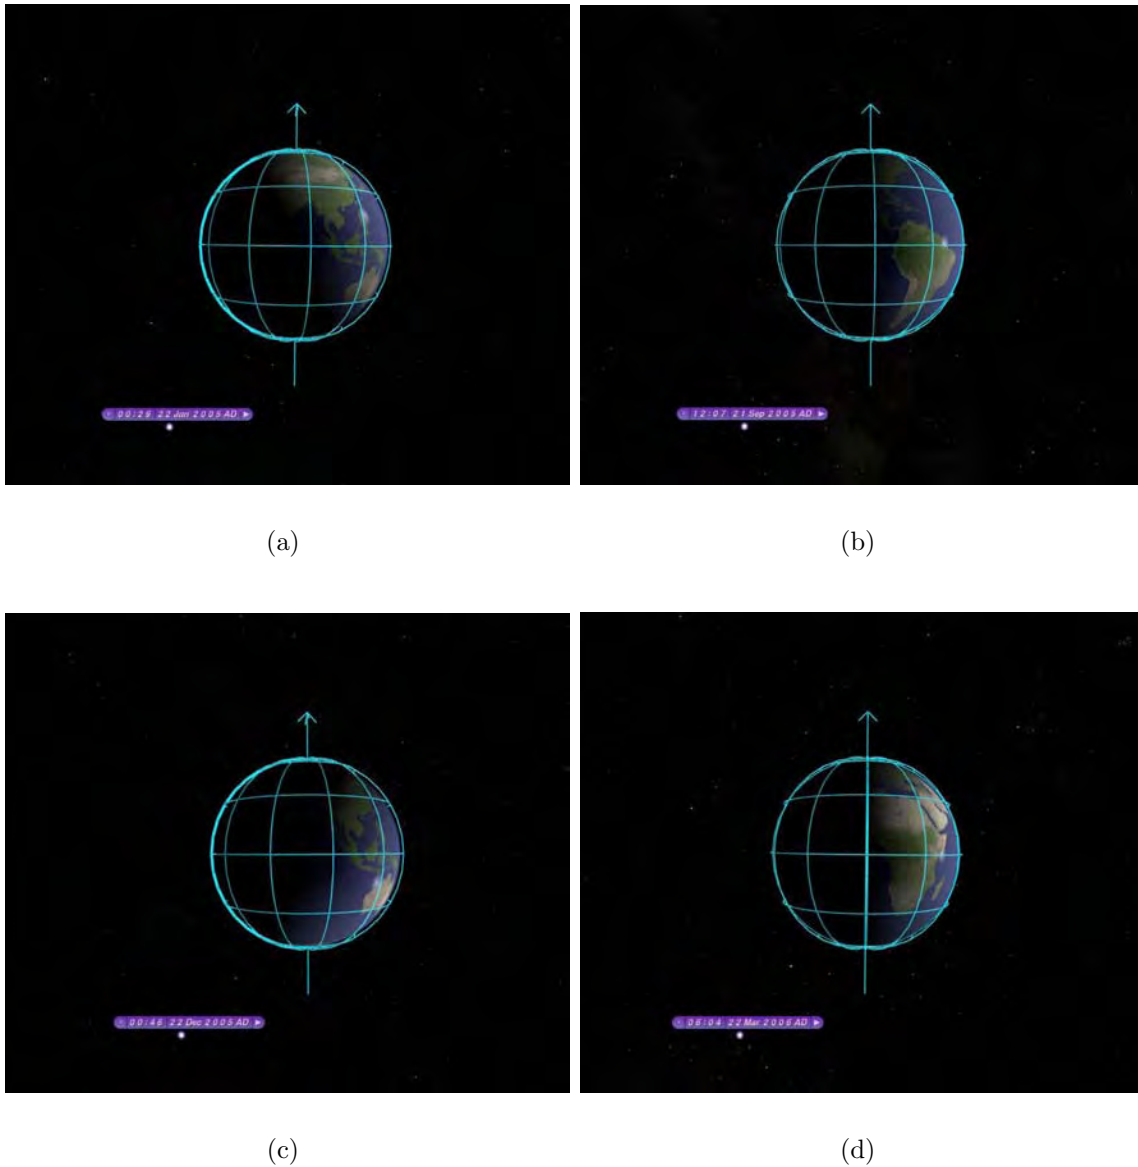 00:29 22 Jun 2005 AD
12:07 21 Sep 2005 AD
(a)
(b)
00:46 22 Dec 2005 AD
06:04 22 Mar 2006 AD
(c)
(d)